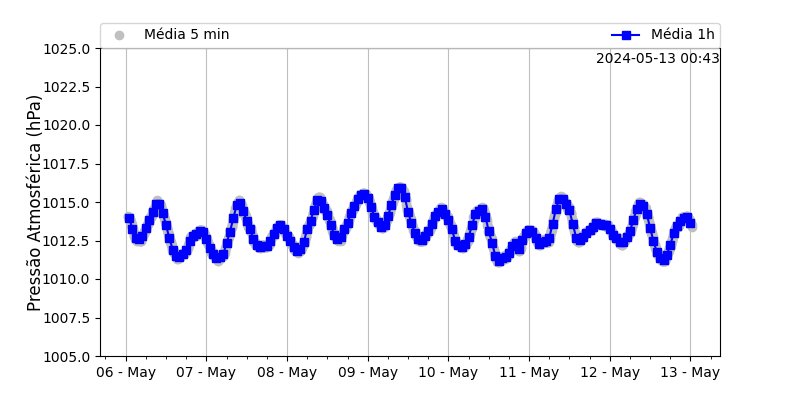 Média 5 min
Média 1h
2024-05-13 00:43
Pressão Atmosférica (hPa)
1025.0
1022.5
1020.0
1017.5
1015.0
1012.5
1010.0
1007.5
1005.0
06 - May 07 - May 08 - May 09 - May 10 - May 11 - May 12 - May 13 - May